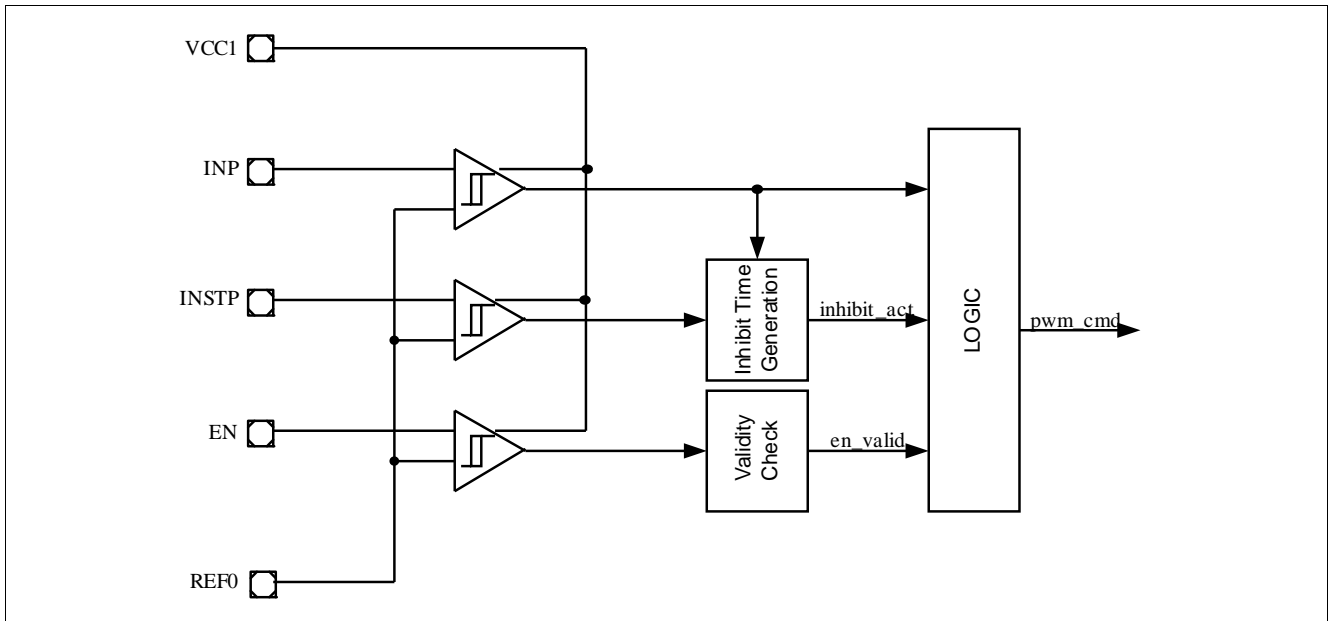 VCC1
INP
INSTP
EN
REF0
Inhibit Time
Generation
inhibit_act
Validity
Check
en_valid
LOGIC
pwm_cmd